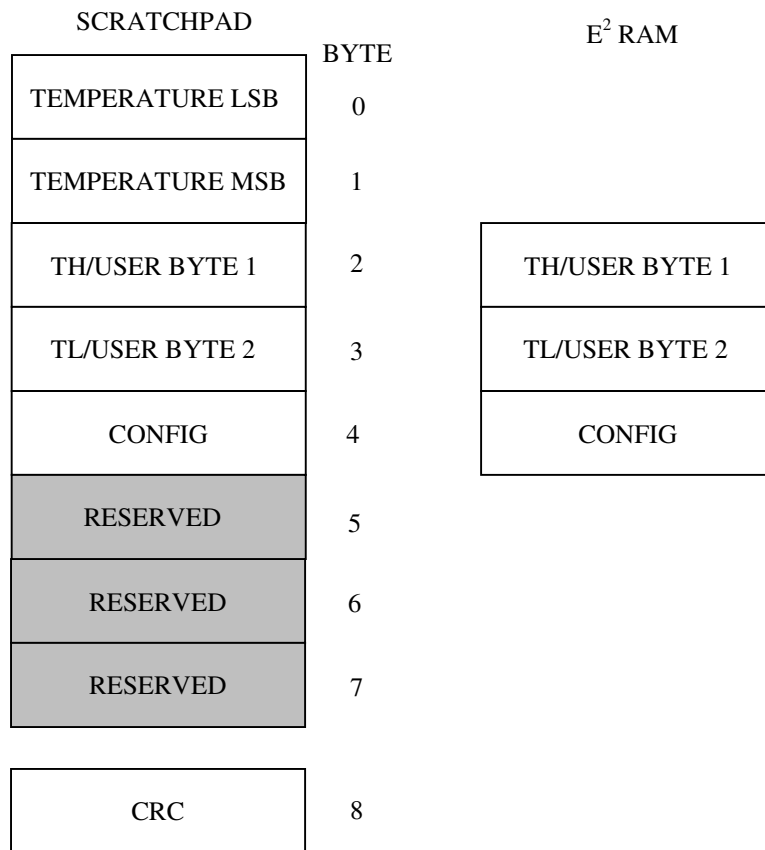 SCRATCHPAD
BYTE
E² RAM
TEMPERATURE LSB 0
TEMPERATURE MSB 1
TH/USER BYTE 1 2 TH/USER BYTE 1
TL/USER BYTE 2 3 TL/USER BYTE 2
CONFIG 4 CONFIG
RESERVED 5
RESERVED 6
RESERVED 7
CRC 8